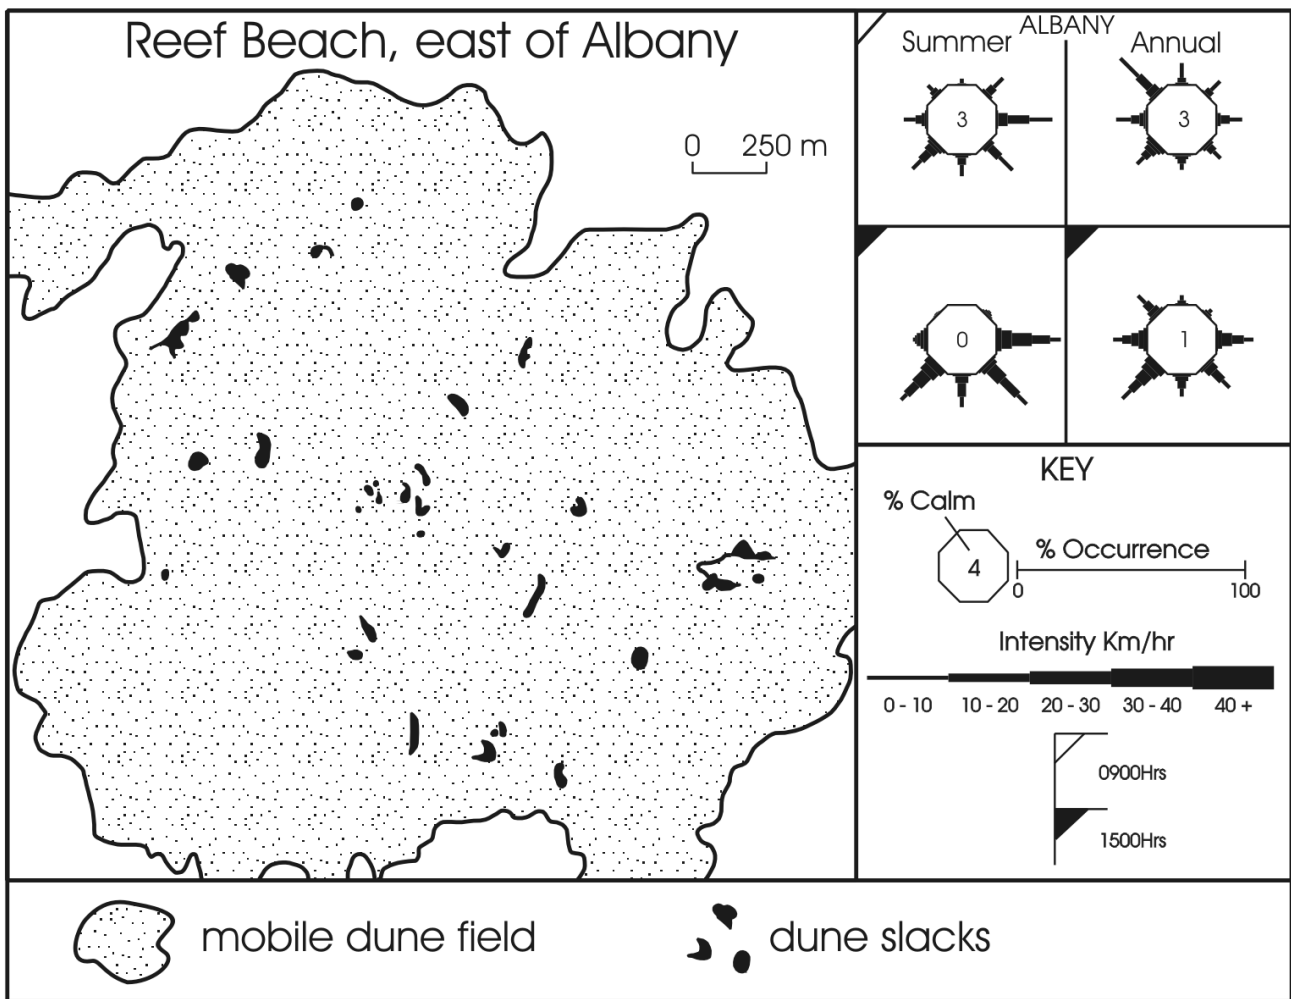 Reef Beach, east of Albany
0 250 m
ALBANY
Summer Annual
3
3
0
1
KEY
% Calm
4
% Occurrence
0 100
Intensity Km/hr
0 - 10 10 - 20 20 - 30 30 - 40 40 +
0900Hrs
1500Hrs
mobile dune field
dune slacks